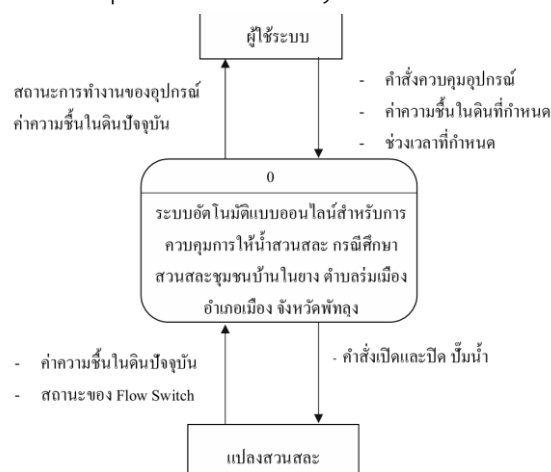 ผู้ใช้ระบบ
สถานะการทำงานของอุปกรณ์
ค่าความชื้นในดินปัจจุบัน
- คำสั่งควบคุมอุปกรณ์
- ค่าความชื้นในดินที่กำหนด
- ช่วงเวลาที่กำหนด
0
ระบบอัตโนมัติแบบออนไลน์สำหรับการ
ควบคุมการให้น้ำสวนสละ กรณีศึกษา
สวนสละชุมชนบ้านในยาง ตำบลร่มเมือง
อำเภอเมือง จังหวัดพัทลุง
- ค่าความชื้นในดินปัจจุบัน
- สถานะของ Flow Switch
- คำสั่งเปิดและปิด ปั๊มน้ำ
แปลงสวนสละ